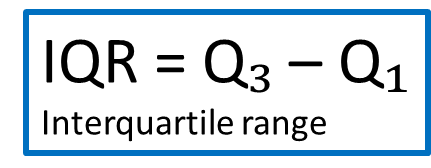 IQR = Q₃ – Q₁
Interquartile range